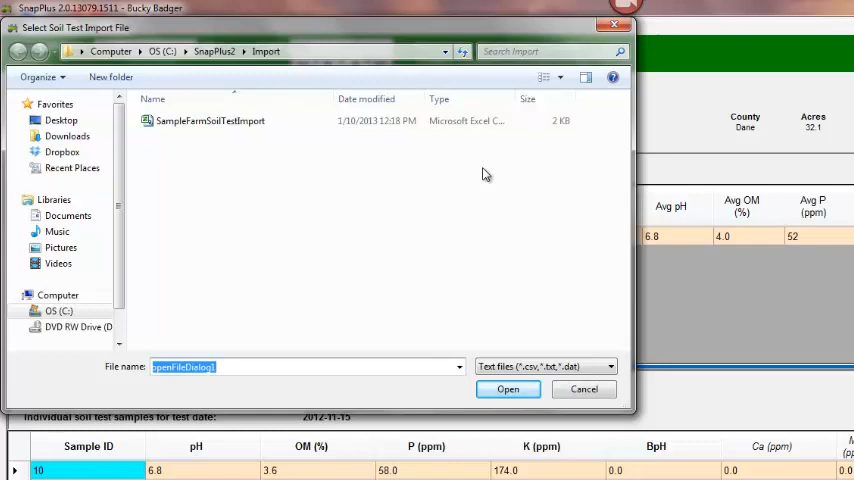 SnapPlus 2.0.13079.1511 - Bucky Badger
Select Soil Test Import File
Computer OS (C:) SnapPlus2 Import
Search Import
Organize New folder
Favorites
Desktop
Downloads
Dropbox
Recent Places
Libraries
Documents
Music
Pictures
Videos
Computer
OS (C:)
DVD RW Drive (D
Name Date modified Type Size
SampleFarmSoilTestImport 1/10/2013 12:18 PM Microsoft Excel C... 2 KB
File name: openFileDialog1 Text files (*.csv,*.txt,*.dat)
Open Cancel
County Acres
Dane 32.1
Avg pH Avg OM (%) Avg P (ppm)
6.8 4.0 52
Individual soil test samples for test date: 2012-11-15
Sample ID pH OM (%) P (ppm) K (ppm) BpH Ca (ppm)
10 6.8 3.6 58.0 174.0 0.0 0.0 0.0